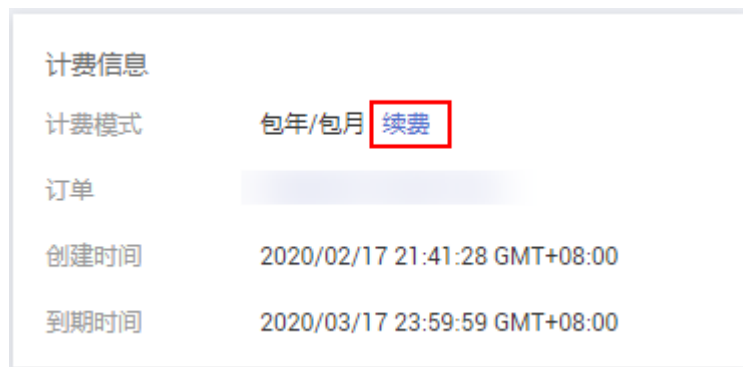 计费信息
计费模式 包年/包月 续费
订单
创建时间 2020/02/17 21:41:28 GMT+08:00
到期时间 2020/03/17 23:59:59 GMT+08:00